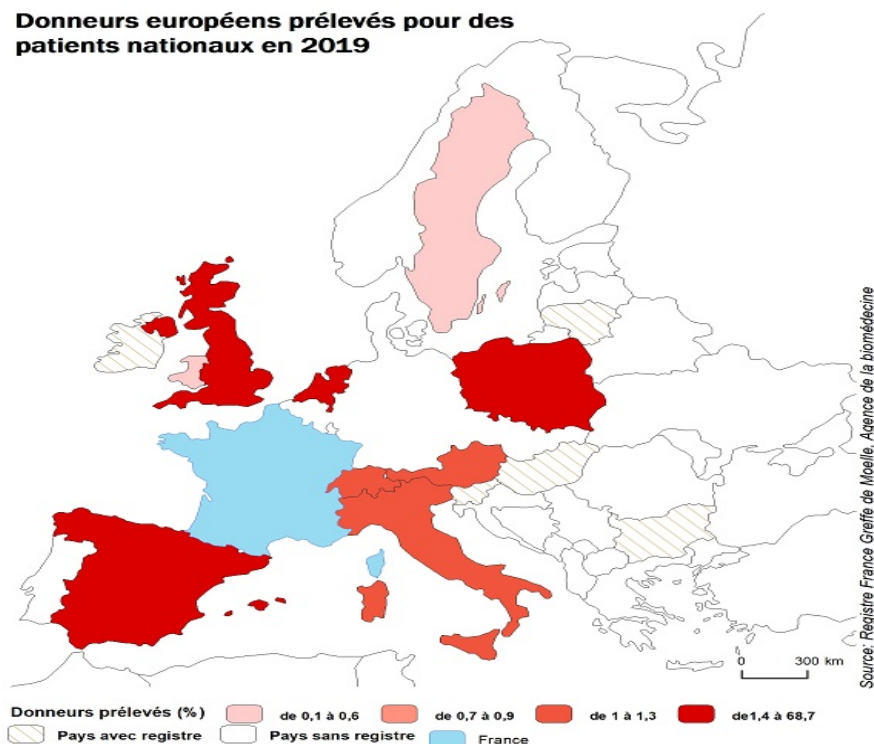 Donneurs européens prélevés pour des
patients nationaux en 2019
Source: Registre France Greffe de Moelle, Agence de la biomédecine
0 300 km
Donneurs prélevés (%) de 0,1 à 0,6 de 0,7 à 0,9 de 1 à 1,3 de1,4 à 68,7
Pays avec registre Pays sans registre France